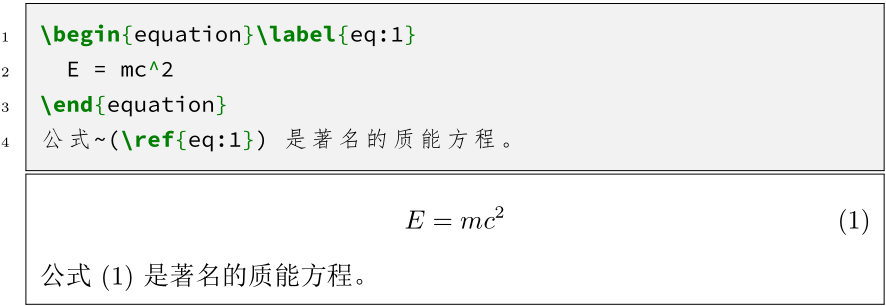 1 \begin{equation}\label{eq:1}
2   E = mc^2
3 \end{equation}
4 公式~(\ref{eq:1}) 是著名的质能方程。
E = mc² (1)
公式 (1) 是著名的质能方程。